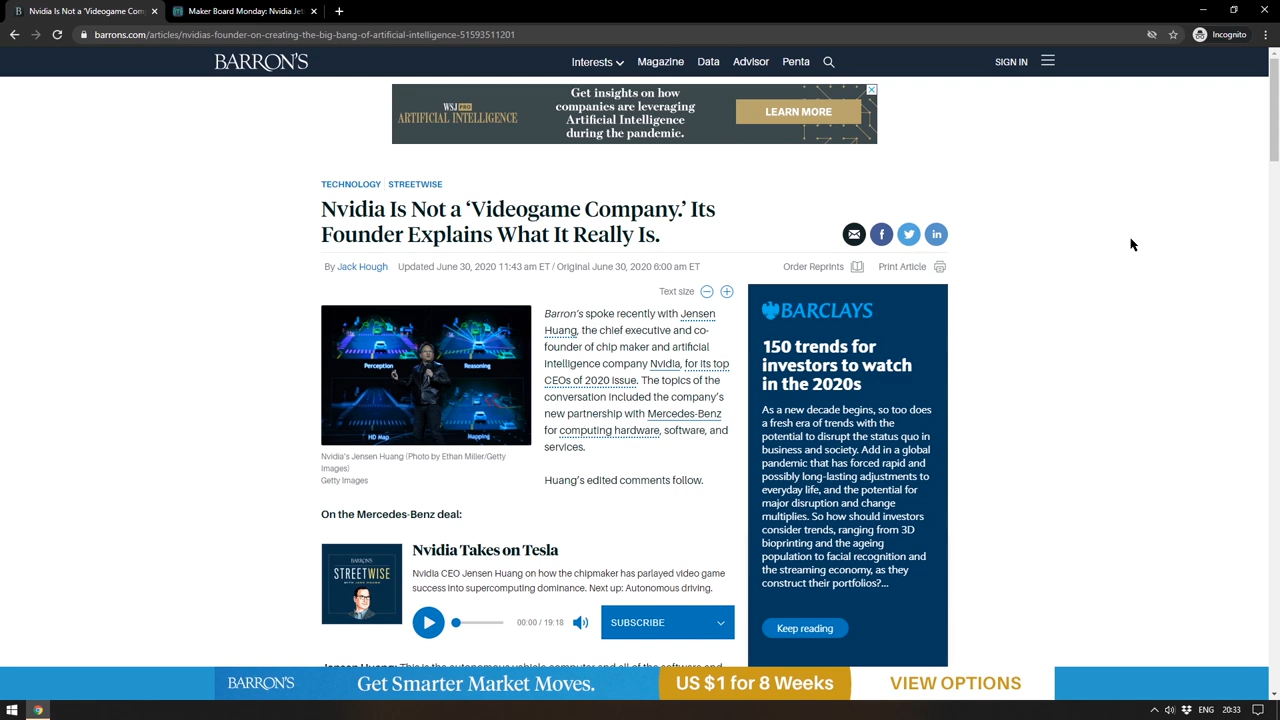 Nvidia Is Not a 'Videogame Com
Nvidia Makes Mo
barrons.com/articles/nvidias-founder-on-creating-the-big-bang-of-artificial-intelligence-51593511201
Incognito
BARRON'S
Interests
Magazine
Data
Advisor
Penta
SIGN IN
WSJ PRO
ARTIFICIAL INTELLIGENCE
Get insights on how
companies are leveraging
Artificial Intelligence
during the pandemic.
LEARN MORE
TECHNOLOGY | STREETWISE
Nvidia Is Not a ‘Videogame Company.’ Its
Founder Explains What It Really Is.
By Jack Hough Updated June 30, 2020 11:43 am ET / Original June 30, 2020 6:00 am ET
Order Reprints
Print Article
Text size
Perception
Reasoning
HD Map
Mapping
Nvidia’s Jensen Huang (Photo by Ethan Miller/Getty
Images)
Getty Images
Barron’s spoke recently with Jensen
Huang, the chief executive and co-
founder of chip maker and artificial
intelligence company Nvidia, for its top
CEOs of 2020 issue. The topics of the
conversation included the company’s
new partnership with Mercedes-Benz
for computing hardware, software, and
services.
Huang’s edited comments follow.
On the Mercedes-Benz deal:
BARRON'S
STREETWISE
Nvidia Takes on Tesla
Nvidia CEO Jensen Huang on how the chipmaker has parlayed video game
success into supercomputing dominance. Next up: Autonomous driving.
00:00 / 19:18
SUBSCRIBE
Jensen Huang: This is the autonomous vehicle computer and all of the software and
BARCLAYS
150 trends for
investors to watch
in the 2020s
As a new decade begins, so too does
a fresh era of trends with the
potential to disrupt the status quo in
business and society. Add in a global
pandemic that has forced rapid and
possibly long-lasting adjustments to
everyday life, and the potential for
major disruption and change
multiplies. So how should investors
consider trends, ranging from 3D
bioprinting and the ageing
population to facial recognition and
the streaming economy, as they
construct their portfolios?...
Keep reading
BARRON'S
Get Smarter Market Moves.
US $1 for 8 Weeks
VIEW OPTIONS
ENG
20:33